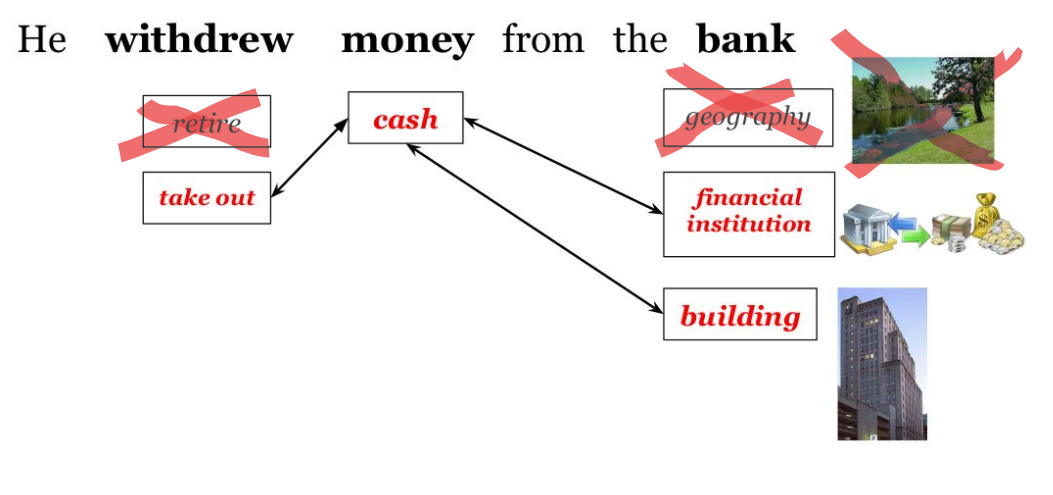 He withdrew money from the bank
retire
cash
geography
take out
financial
institution
building